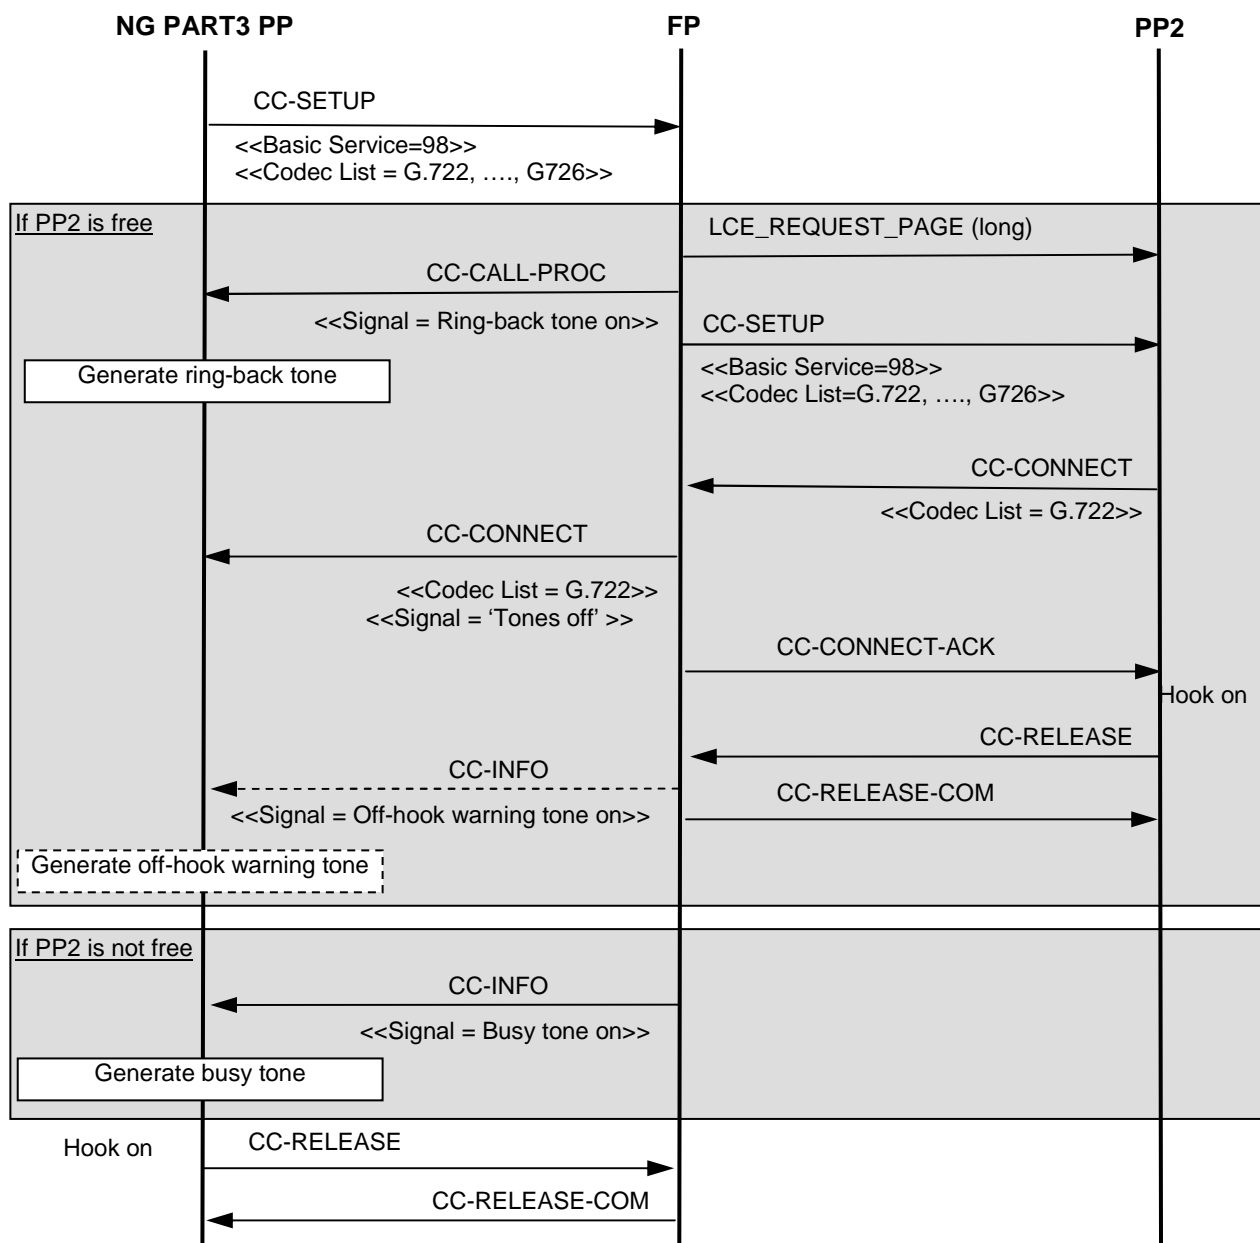 NG PART3 PP
FP
PP2
CC-SETUP
<<Basic Service=98>>
<<Codec List = G.722, …., G726>>
If PP2 is free
LCE_REQUEST_PAGE (long)
CC-CALL-PROC
<<Signal = Ring-back tone on>>
CC-SETUP
Generate ring-back tone
<<Basic Service=98>>
<<Codec List=G.722, …., G726>>
CC-CONNECT
<<Codec List = G.722>>
CC-CONNECT
<<Codec List = G.722>>
<<Signal = ‘Tones off’ >>
CC-CONNECT-ACK
Hook on
CC-RELEASE
CC-INFO
<<Signal = Off-hook warning tone on>>
CC-RELEASE-COM
Generate off-hook warning tone
If PP2 is not free
CC-INFO
<<Signal = Busy tone on>>
Generate busy tone
Hook on
CC-RELEASE
CC-RELEASE-COM